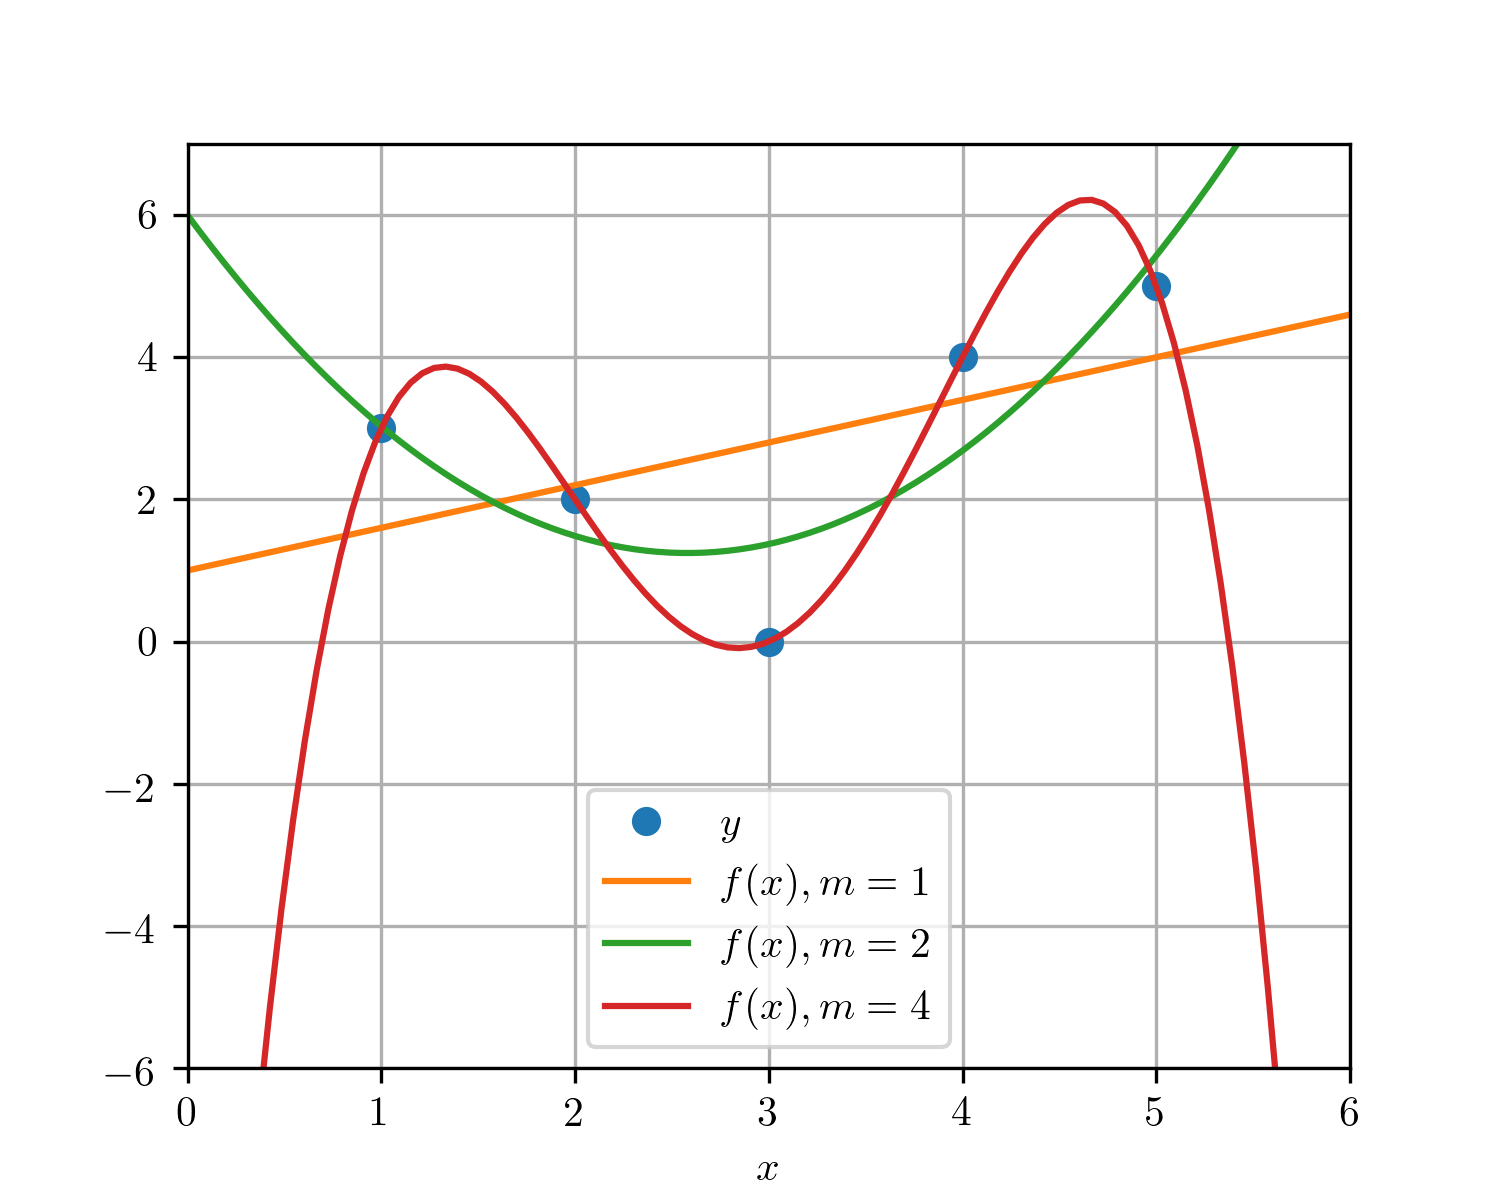 6
4
2
0
−2
−4
−6
y
f(x), m = 1
f(x), m = 2
f(x), m = 4
0 1 2 3 4 5 6
x